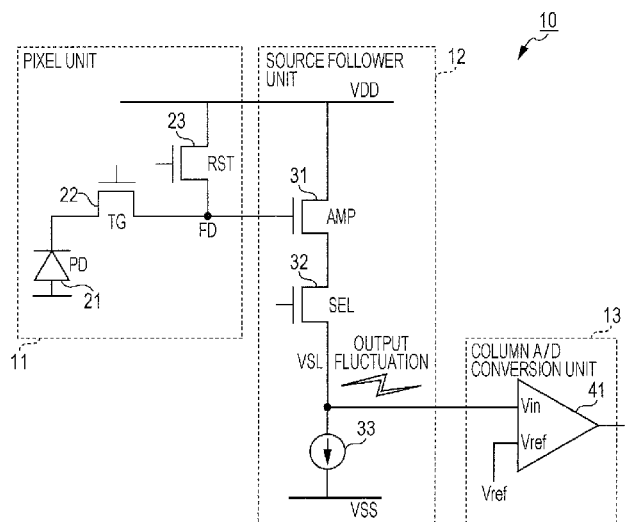 10
PIXEL UNIT
SOURCE FOLLOWER
UNIT
12
VDD
23
RST
22
TG
FD
31
AMP
PD
21
32
SEL
11
VSL
OUTPUT
FLUCTUATION
13
COLUMN A/D
CONVERSION UNIT
41
Vin
Vref
Vref
33
VSS